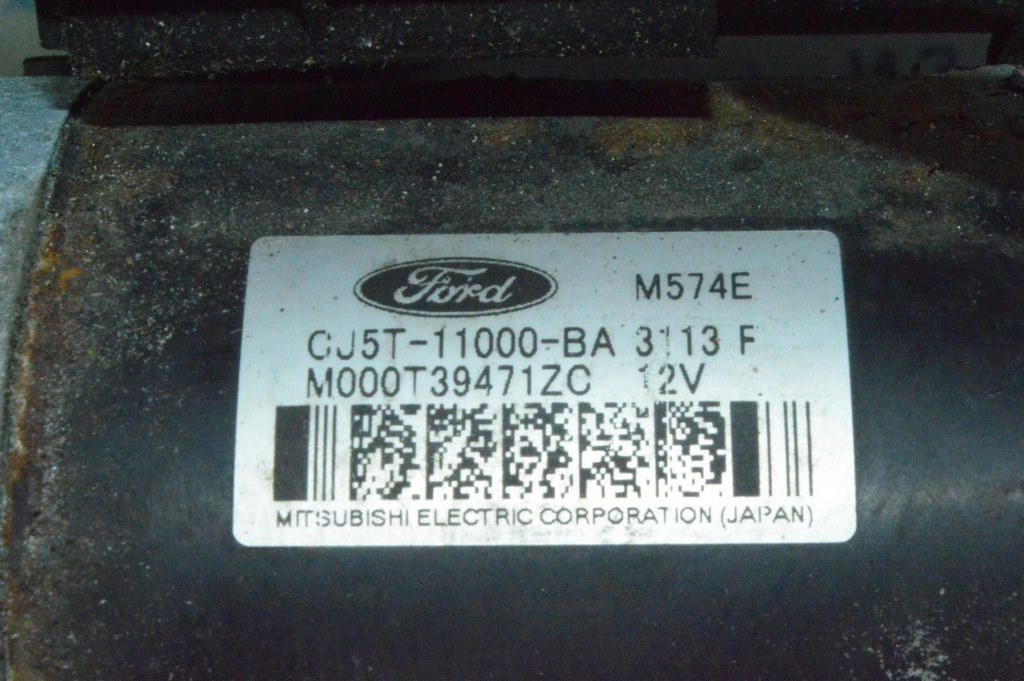 Ford M574E
CJ5T-11000-BA 3113 F
M000T39471ZC 12V
MITSUBISHI ELECTRIC CORPORATION (JAPAN)